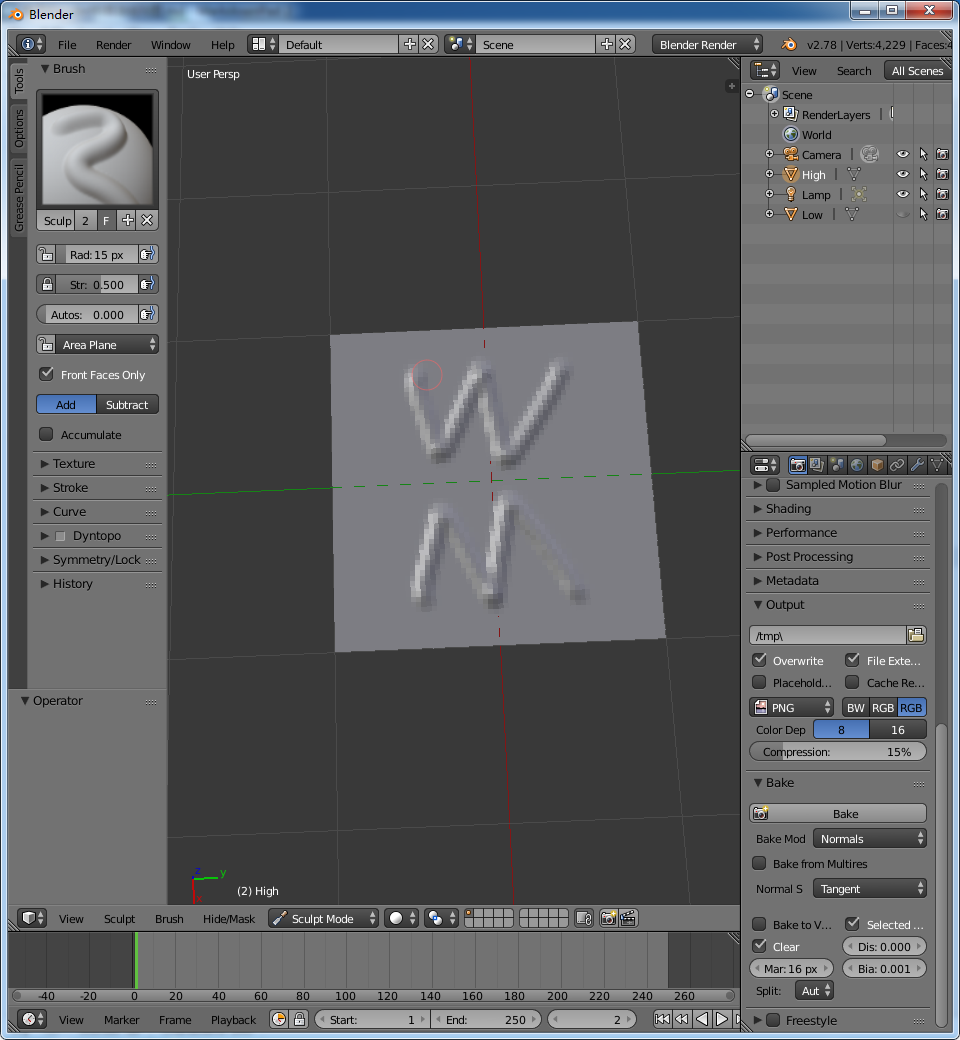 Blender
File Render Window Help Default Scene Blender Render v2.78 | Verts:4,229 | Faces:4
Tools
Options
Grease Pencil
Brush
Sculp 2 F
Rad: 15 px
Str: 0.500
Autos: 0.000
Area Plane
Front Faces Only
Add Subtract
Accumulate
Texture
Stroke
Curve
Dyntopo
Symmetry/Lock
History
Operator
User Persp
W
z y
x
(2) High
View Sculpt Brush Hide/Mask Sculpt Mode
-40 -20 0 20 40 60 80 100 120 140 160 180 200 220 240 260
View Marker Frame Playback Start: 1 End: 250 2
View Search All Scenes
Scene
RenderLayers
World
Camera
High
Lamp
Low
Sampled Motion Blur
Shading
Performance
Post Processing
Metadata
Output
/tmp\
Overwrite File Exte...
Placehold... Cache Re...
PNG BW RGB RGB
Color Dep 8 16
Compression: 15%
Bake
Bake
Bake Mod Normals
Bake from Multires
Normal S Tangent
Bake to V... Selected ...
Clear Dis: 0.000
Mar: 16 px Bia: 0.001
Split: Aut
Freestyle